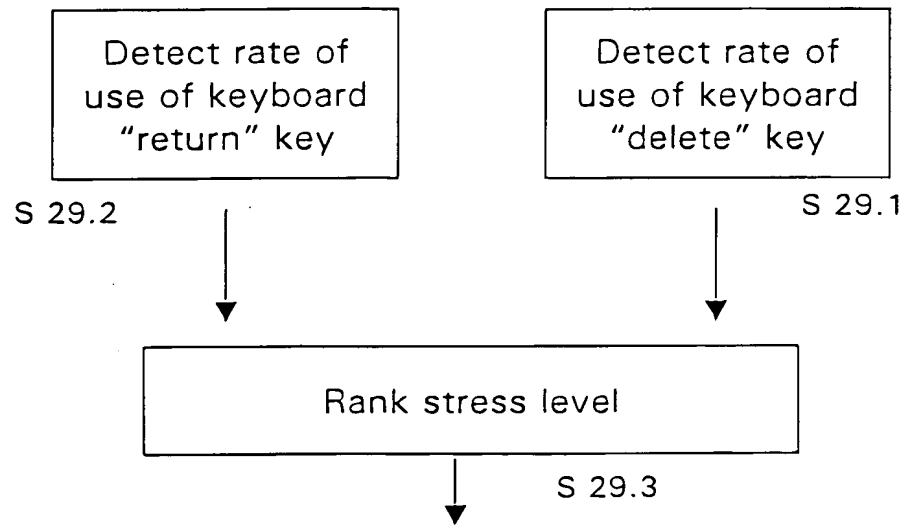 Detect rate of
use of keyboard
"return" key
S 29.2
Detect rate of
use of keyboard
"delete" key
S 29.1
Rank stress level
S 29.3